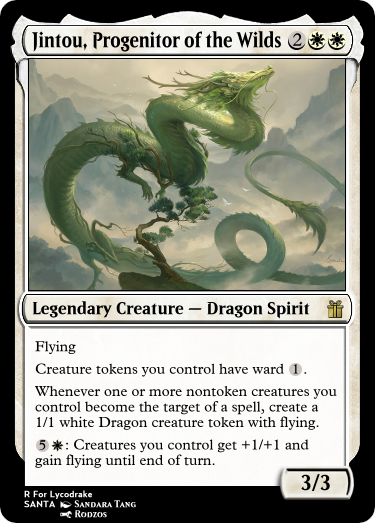 Jintou, Progenitor of the Wilds 2
Legendary Creature — Dragon Spirit
Flying
Creature tokens you control have ward 1.
Whenever one or more nontoken creatures you
control become the target of a spell, create a
1/1 white Dragon creature token with flying.
5: Creatures you control get +1/+1 and
gain flying until end of turn.
3/3
R For Lycodrake
SANTA Sandara Tang
Rodzos